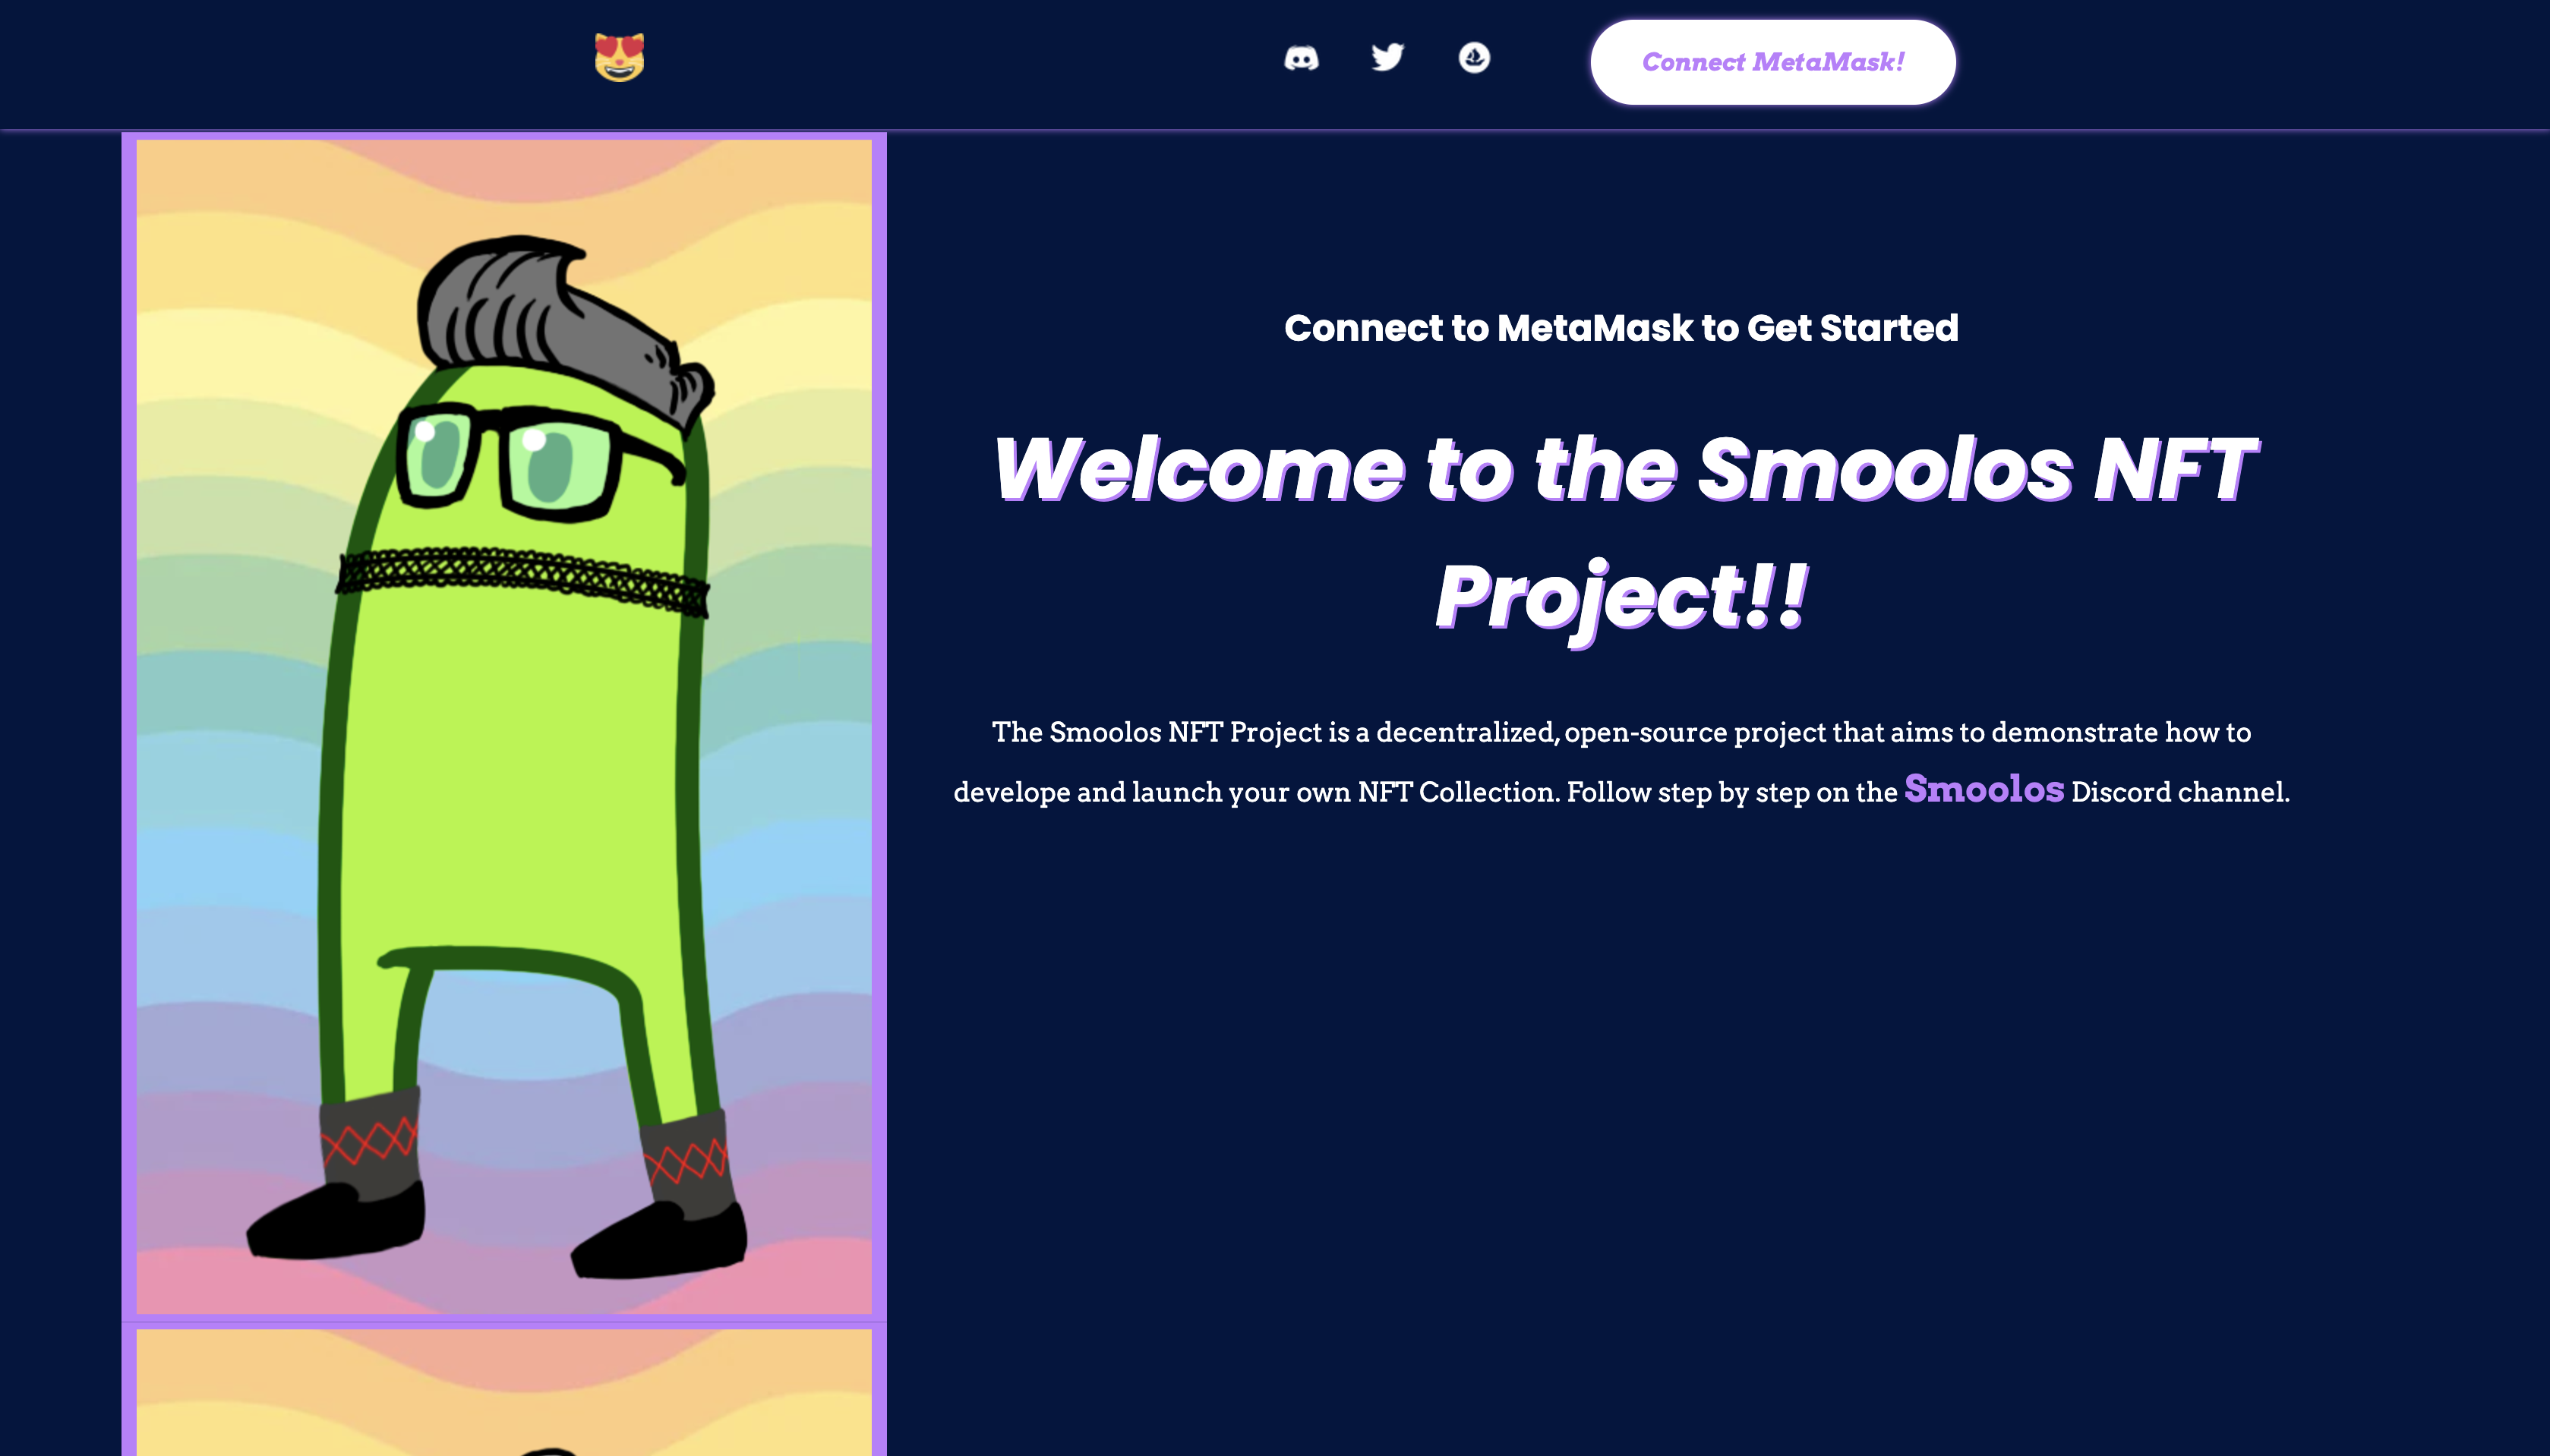 Connect MetaMask!
Connect to MetaMask to Get Started
Welcome to the Smoolos NFT
Project!!
The Smoolos NFT Project is a decentralized, open-source project that aims to demonstrate how to
develope and launch your own NFT Collection. Follow step by step on the Smoolos Discord channel.